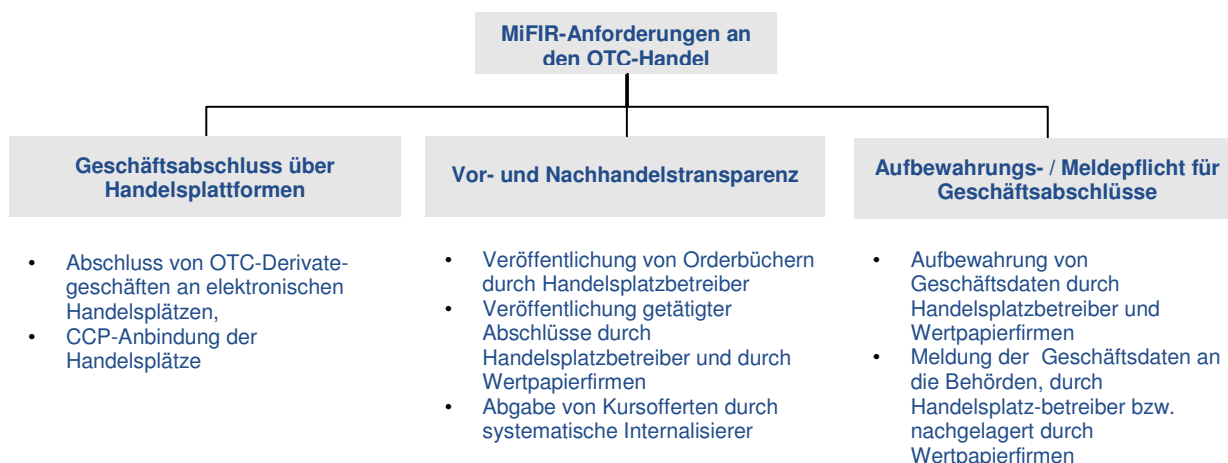 MiFIR-Anforderungen an
den OTC-Handel
Geschäftsabschluss über
Handelsplattformen
• Abschluss von OTC-Derivate-
geschäften an elektronischen
Handelsplätzen,
• CCP-Anbindung der
Handelsplätze
Vor- und Nachhandelstransparenz
• Veröffentlichung von Orderbüchern
durch Handelsplatzbetreiber
• Veröffentlichung getätigter
Abschlüsse durch
Handelsplatzbetreiber und durch
Wertpapierfirmen
• Abgabe von Kursofferten durch
systematische Internalisierer
Aufbewahrungs- / Meldepflicht für
Geschäftsabschlüsse
• Aufbewahrung von
Geschäftsdaten durch
Handelsplatzbetreiber und
Wertpapierfirmen
• Meldung der  Geschäftsdaten an
die Behörden, durch
Handelsplatz-betreiber bzw.
nachgelagert durch
Wertpapierfirmen